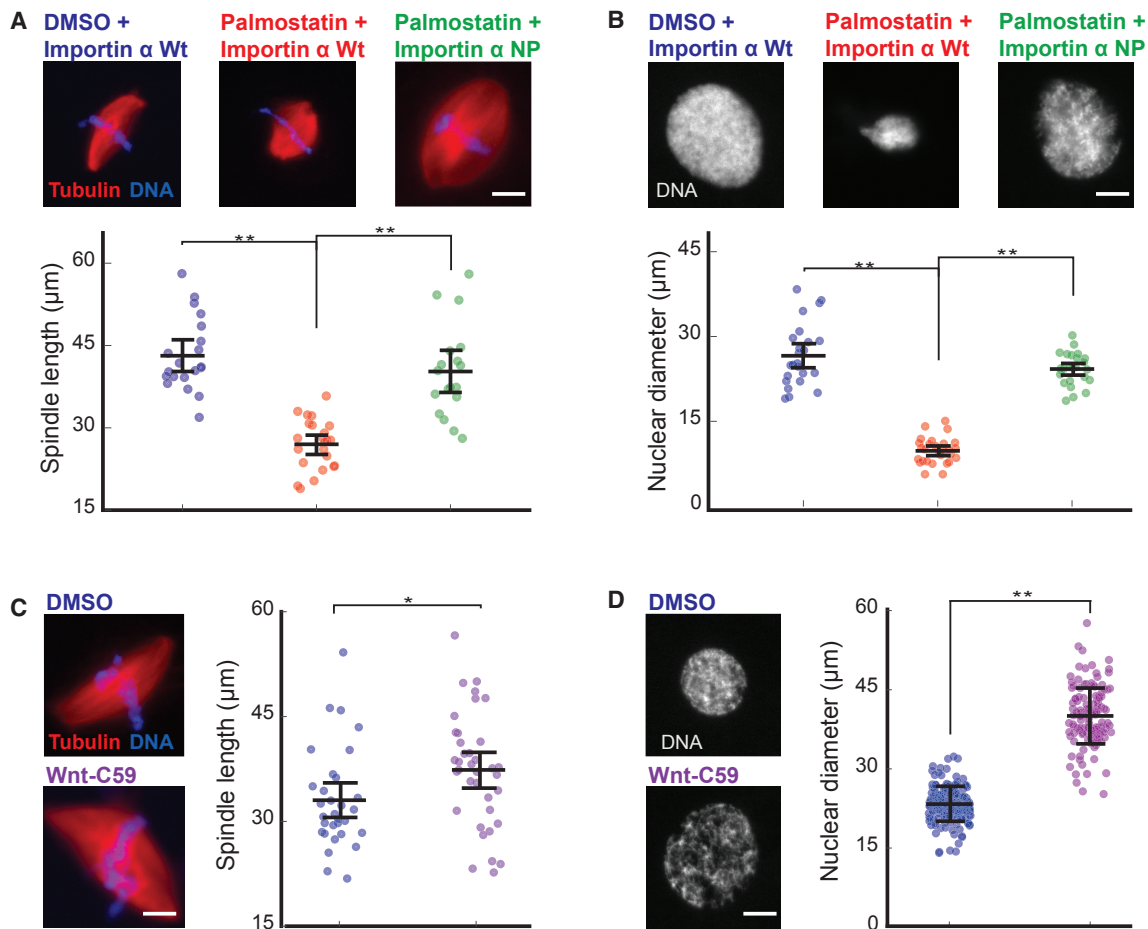 A
DMSO +
Importin α Wt
Palmostatin +
Importin α Wt
Palmostatin +
Importin α NP
Tubulin DNA
Spindle length (μm)
60
45
30
15
**
**
B
DMSO +
Importin α Wt
Palmostatin +
Importin α Wt
Palmostatin +
Importin α NP
DNA
Nuclear diameter (μm)
45
30
15
0
**
**
C
DMSO
Tubulin DNA
Wnt-C59
Spindle length (μm)
60
45
30
15
*
D
DMSO
DNA
Wnt-C59
Nuclear diameter (μm)
60
45
30
15
0
**